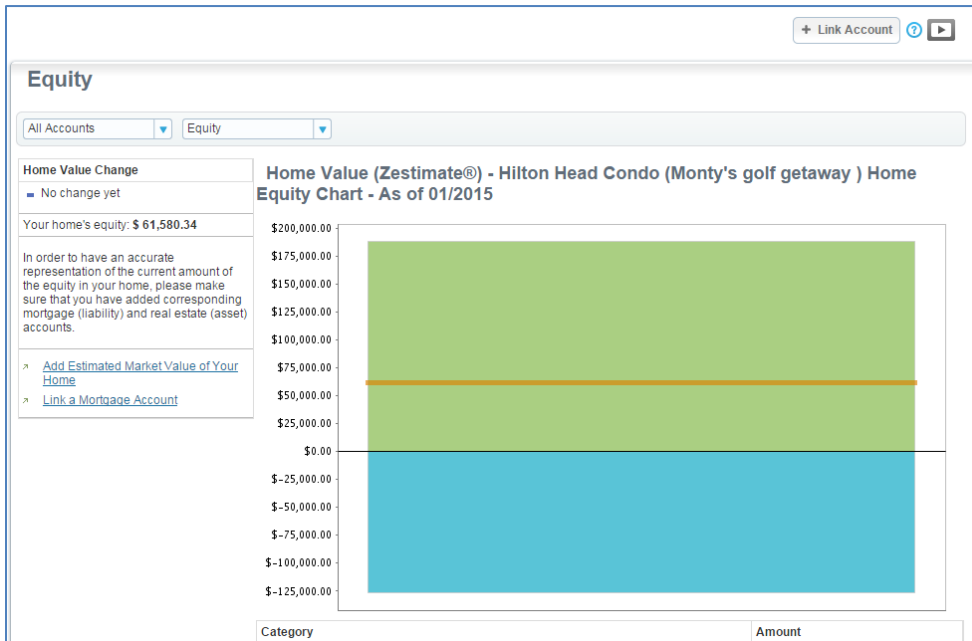 + Link Account ?
Equity
All Accounts
Equity
Home Value Change
No change yet
Your home's equity: $ 61,580.34
In order to have an accurate
representation of the current amount of
the equity in your home, please make
sure that you have added corresponding
mortgage (liability) and real estate (asset)
accounts.
Add Estimated Market Value of Your
Home
Link a Mortgage Account
Home Value (Zestimate®) - Hilton Head Condo (Monty's golf getaway ) Home
Equity Chart - As of 01/2015
$200,000.00
$175,000.00
$150,000.00
$125,000.00
$100,000.00
$75,000.00
$50,000.00
$25,000.00
$0.00
$-25,000.00
$-50,000.00
$-75,000.00
$-100,000.00
$-125,000.00
Category Amount